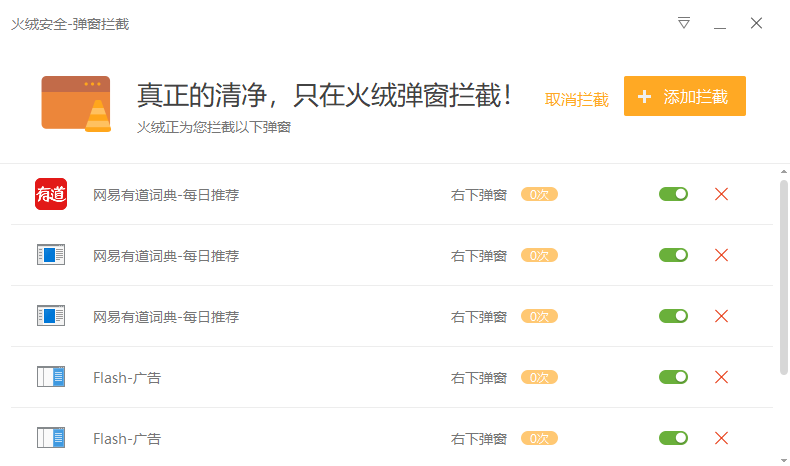 火绒安全-弹窗拦截
真正的清净，只在火绒弹窗拦截！
取消拦截
添加拦截
火绒正为您拦截以下弹窗
有道 网易有道词典-每日推荐 右下弹窗 0次
网易有道词典-每日推荐 右下弹窗 0次
网易有道词典-每日推荐 右下弹窗 0次
Flash-广告 右下弹窗 0次
Flash-广告 右下弹窗 0次